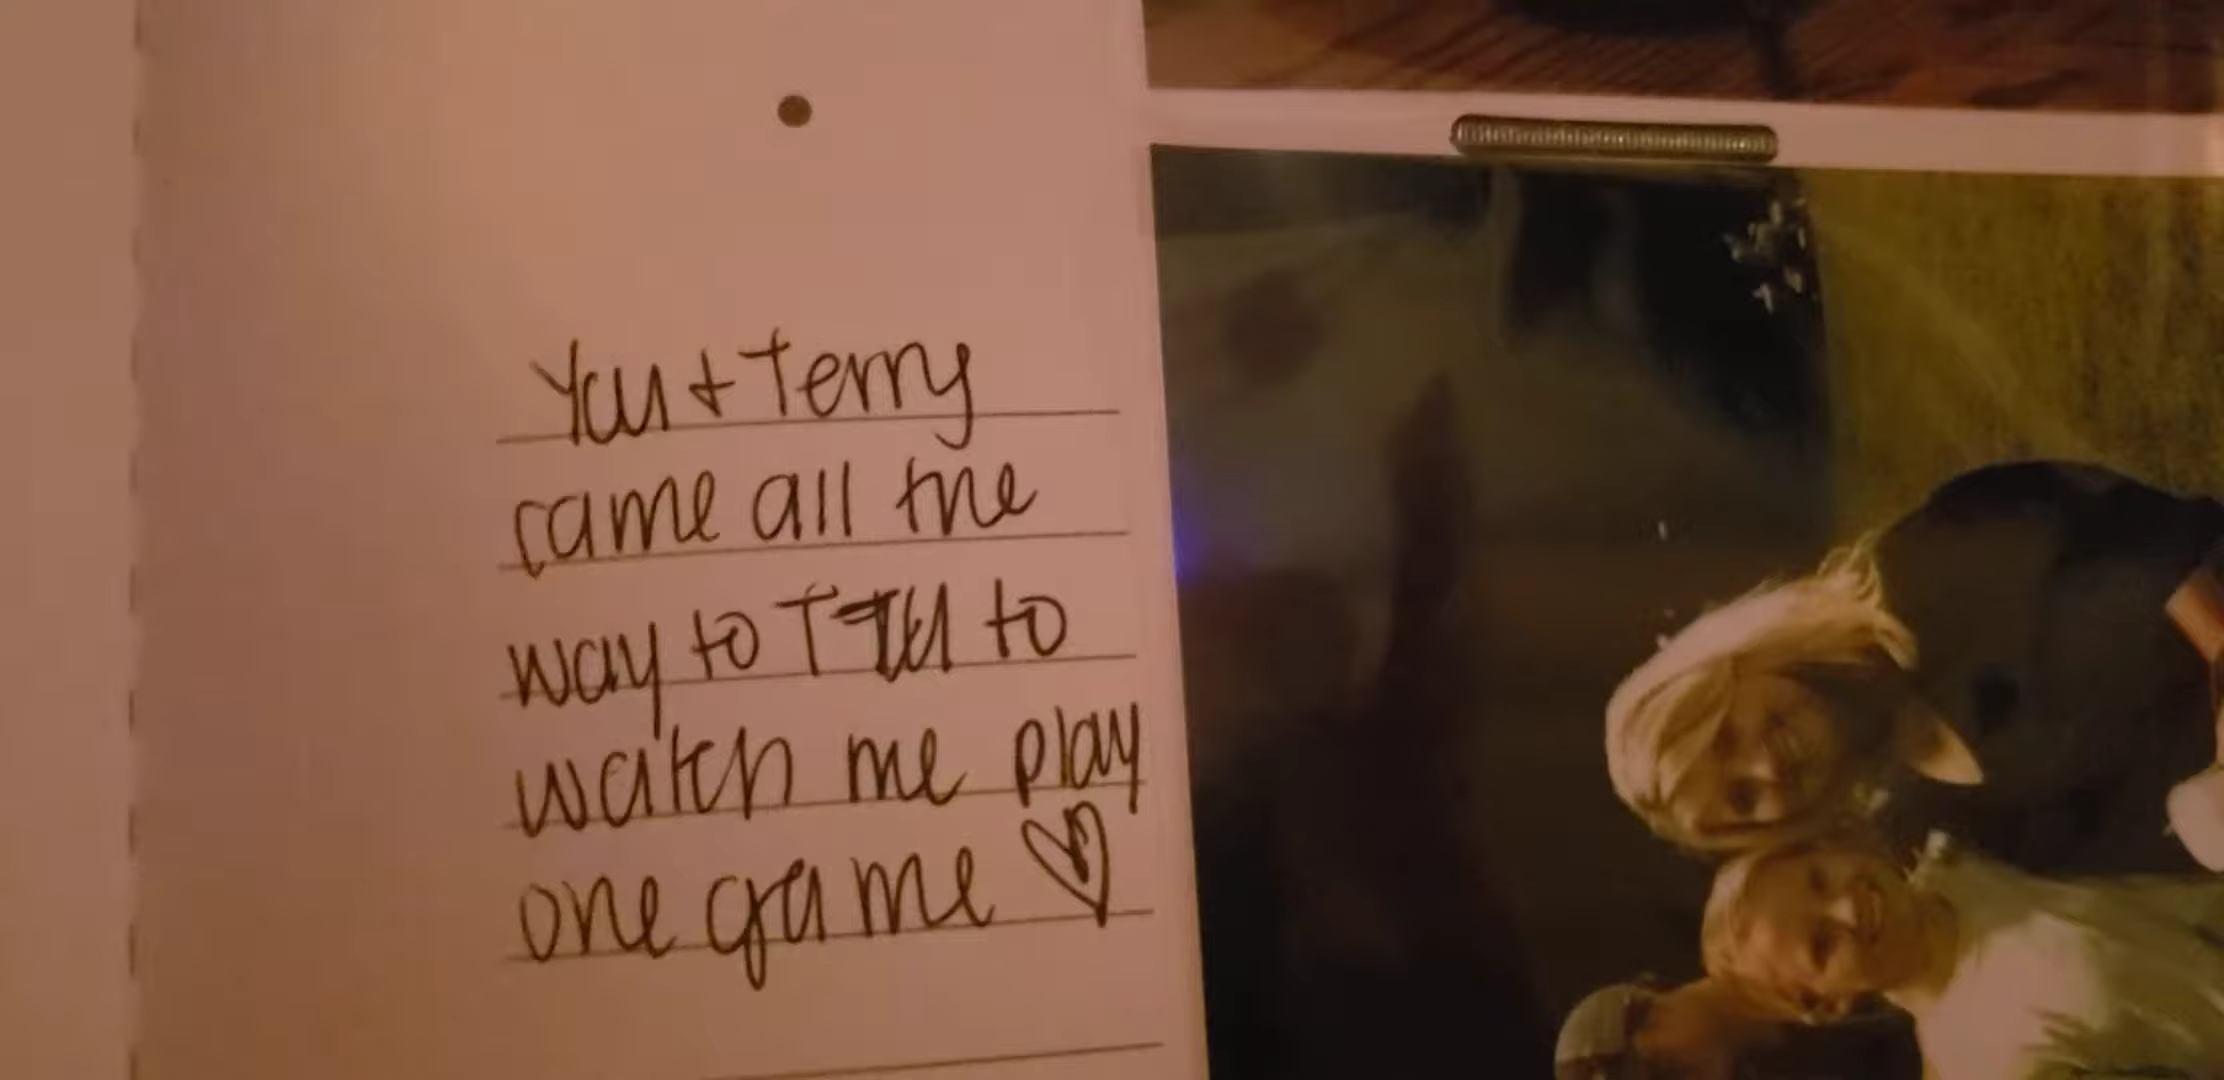 You + Terry
came all the
way to to
watch me play
one game ♡